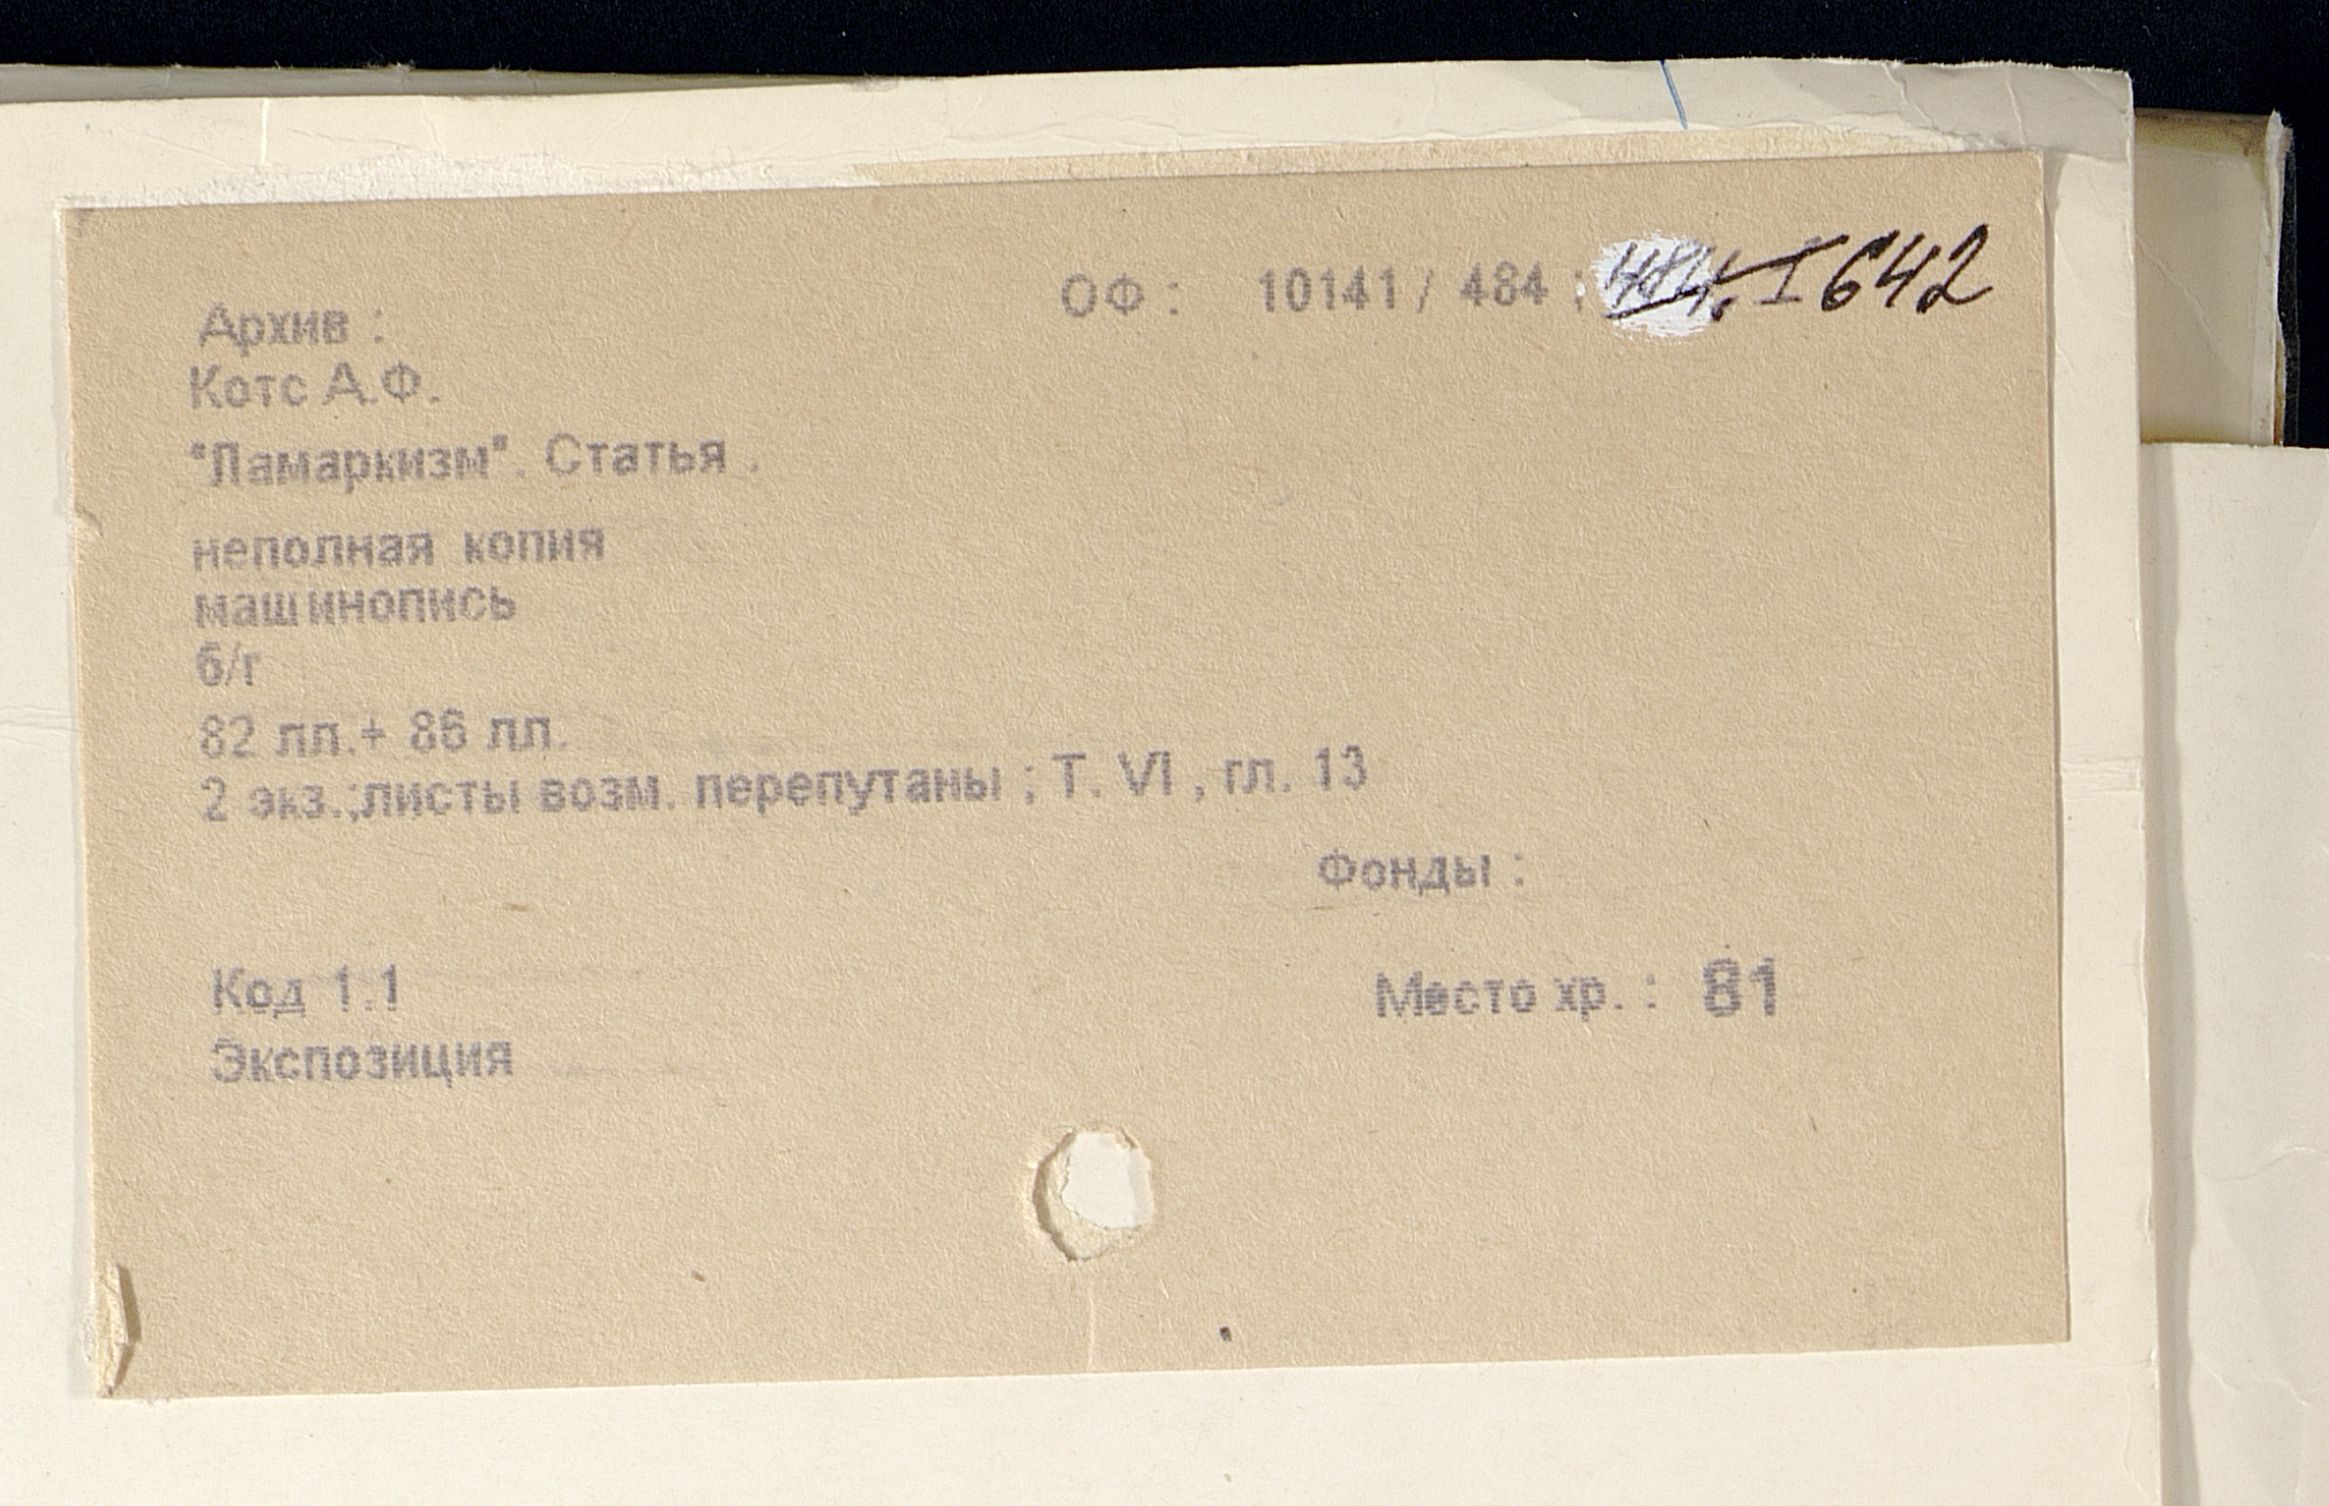 ОФ : 10141 / 484 ; 484. I 642
Архив :
Котс А.Ф.
"Ламаркизм". Статья .
неполная копия
машинопись
б/г
82 лл.+ 86 лл.
2 экз.;листы возм. перепутаны ; Т. VI , гл. 13
Фонды :
Код 1.1
Место хр. : 81
Экспозиция